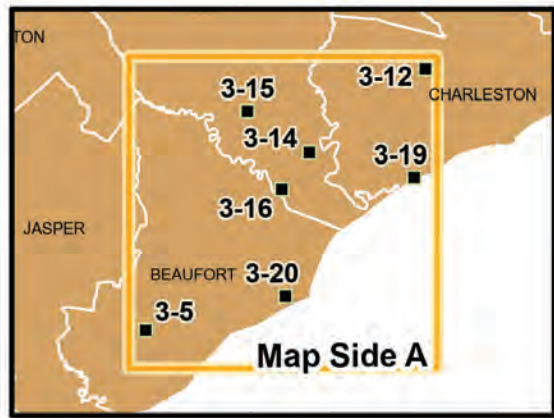 TON
3-12
CHARLESTON
3-15
3-14
3-19
3-16
JASPER
BEAUFORT
3-20
3-5
Map Side A